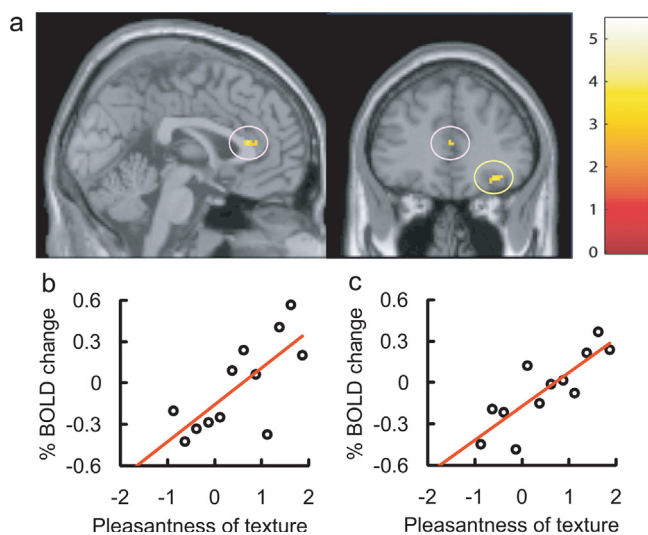 a
5
4
3
2
1
0
b
c
0.6
0.3
0
-0.3
-0.6
% BOLD change
-2 -1 0 1 2
Pleasantness of texture
0.6
0.3
0
-0.3
-0.6
% BOLD change
-2 -1 0 1 2
Pleasantness of texture